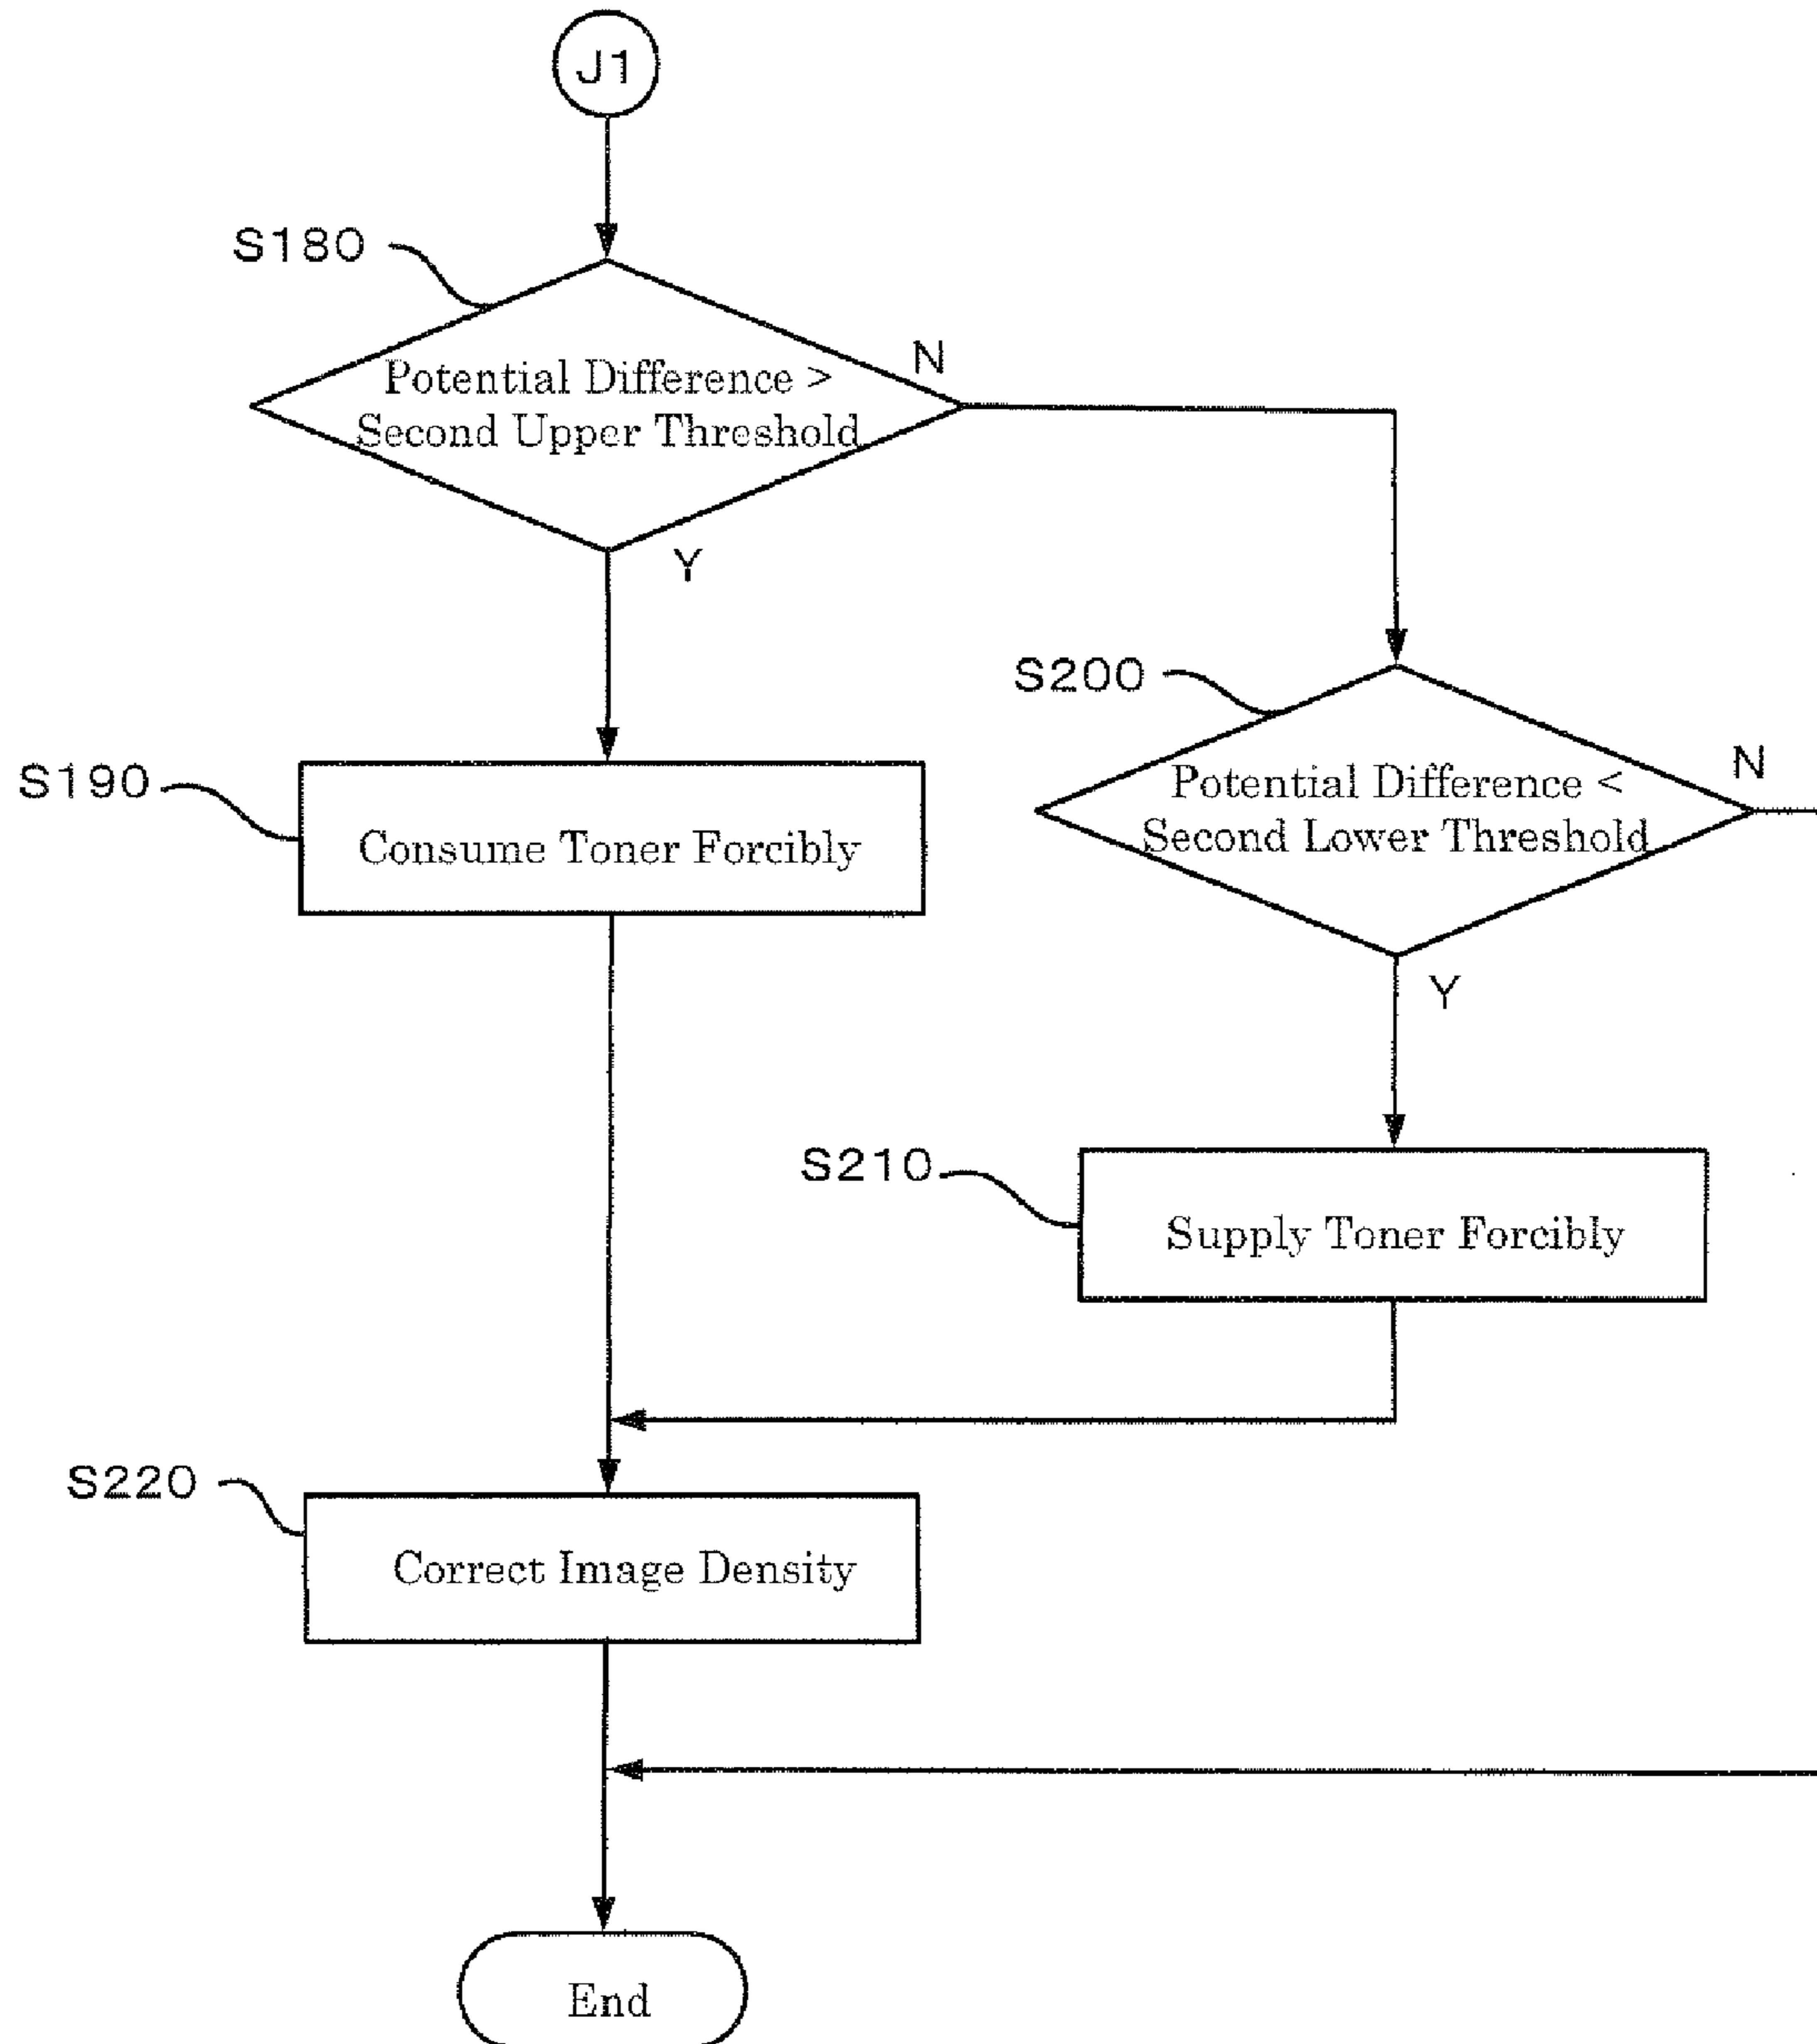 J1
S180
Potential Difference >
Second Upper Threshold
N
Y
S200
Potential Difference <
Second Lower Threshold
N
Y
S190
Consume Toner Forcibly
S210
Supply Toner Forcibly
S220
Correct Image Density
End